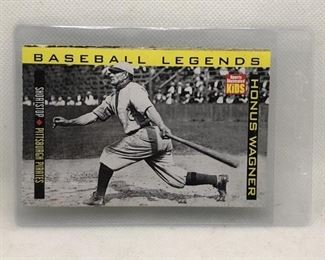 BASEBALL LEGENDS
Sports Illustrated
KIDS
HONUS WAGNER
SHORTSTOP ♦ PITTSBURGH PIRATES